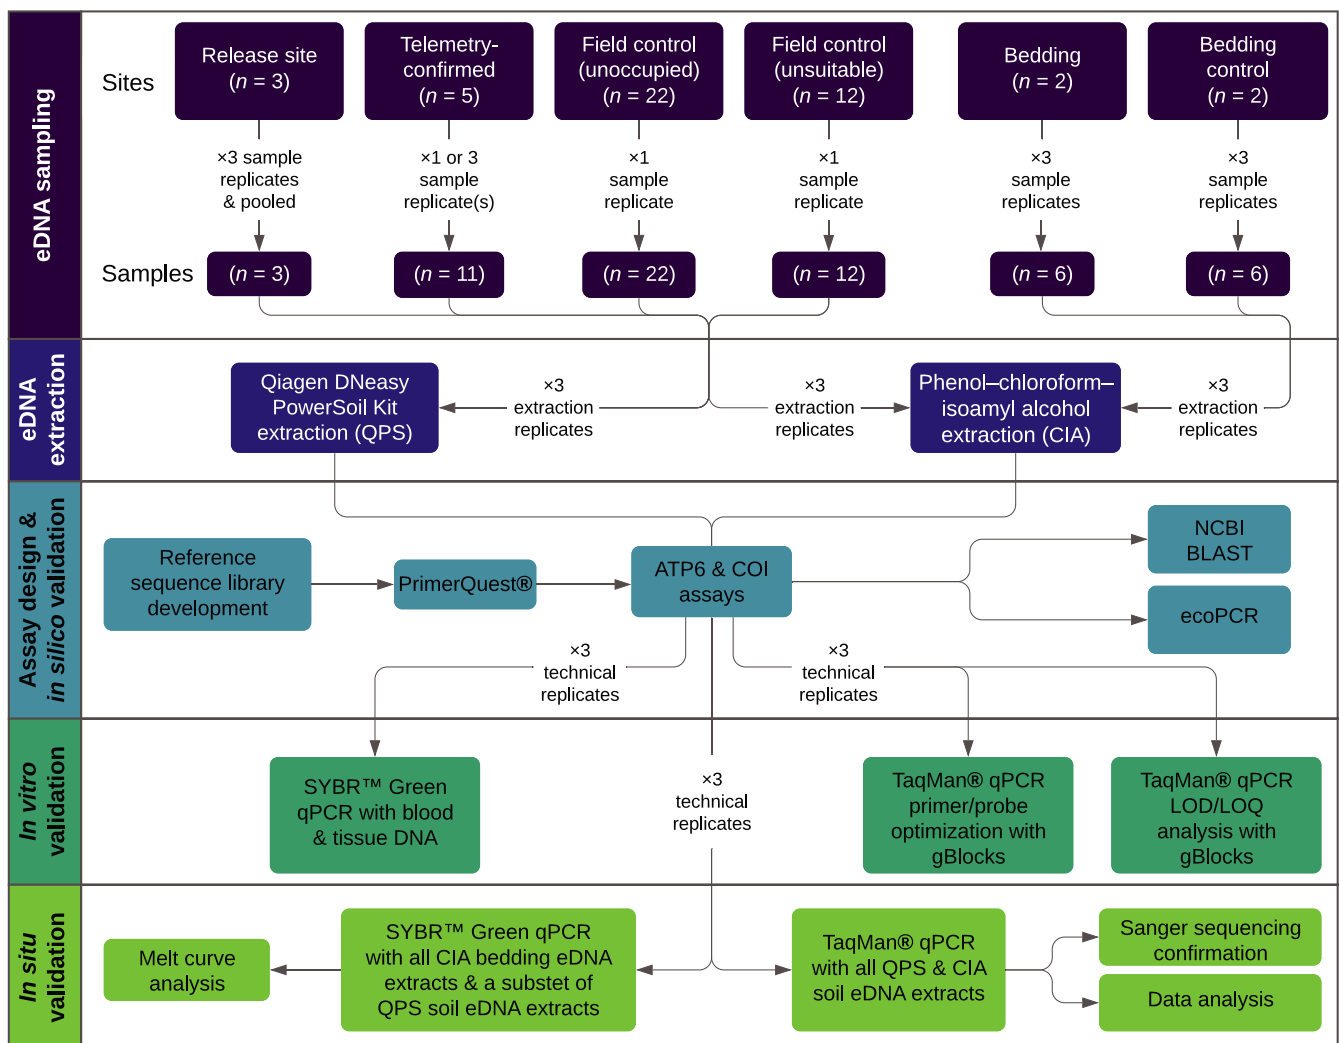 eDNA sampling
Sites
Release site
(n = 3)
Telemetry-
confirmed
(n = 5)
Field control
(unoccupied)
(n = 22)
Field control
(unsuitable)
(n = 12)
Bedding
(n = 2)
Bedding
control
(n = 2)
×3 sample
replicates
& pooled
×1 or 3
sample
replicate(s)
×1
sample
replicate
×1
sample
replicate
×3
sample
replicates
×3
sample
replicates
Samples
(n = 3)
(n = 11)
(n = 22)
(n = 12)
(n = 6)
(n = 6)
eDNA
extraction
Qiagen DNeasy
PowerSoil Kit
extraction (QPS)
×3
extraction
replicates
×3
extraction
replicates
Phenol–chloroform–
isoamyl alcohol
extraction (CIA)
×3
extraction
replicates
Assay design &
in silico validation
Reference
sequence library
development
PrimerQuest®
ATP6 & COI
assays
NCBI
BLAST
ecoPCR
×3
technical
replicates
×3
technical
replicates
In vitro
validation
SYBR™ Green
qPCR with blood
& tissue DNA
×3
technical
replicates
TaqMan® qPCR
primer/probe
optimization with
gBlocks
TaqMan® qPCR
LOD/LOQ
analysis with
gBlocks
In situ
validation
Melt curve
analysis
SYBR™ Green qPCR
with all CIA bedding eDNA
extracts & a substet of
QPS soil eDNA extracts
TaqMan® qPCR
with all QPS & CIA
soil eDNA extracts
Sanger sequencing
confirmation
Data analysis